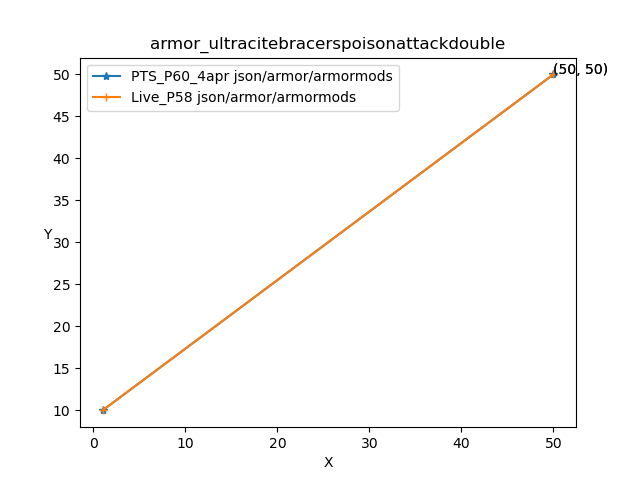 armor_ultracitebracerspoisonattackdouble
PTS_P60_4apr json/armor/armormods
Live_P58 json/armor/armormods
(50, 50)
50
45
40
35
30
25
20
15
10
Y
0 10 20 30 40 50
X